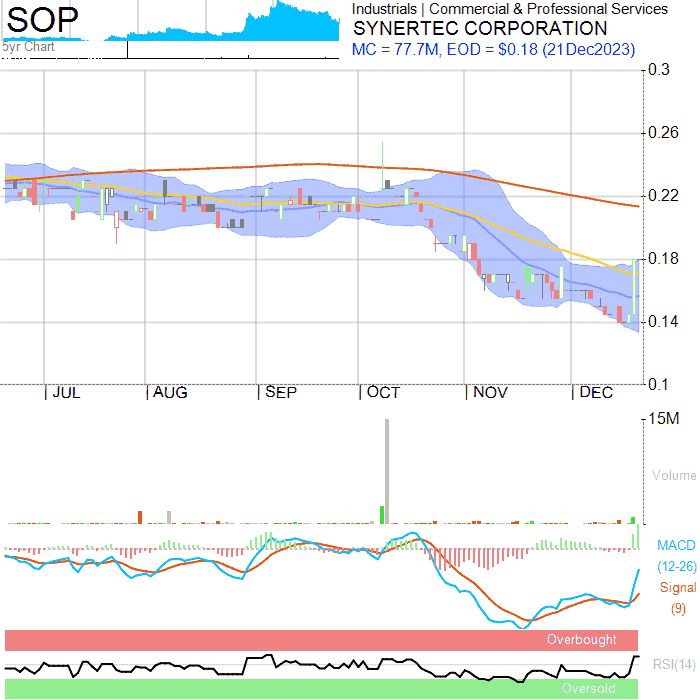 SOP
5yr Chart
Industrials | Commercial & Professional Services
SYNERTEC CORPORATION
MC = 77.7M, EOD = $0.18 (21Dec2023)
0.3
0.26
0.22
0.18
0.14
0.1
JUL AUG SEP OCT NOV DEC
15M
Volume
MACD
(12-26)
Signal
(9)
Overbought
RSI(14)
Oversold